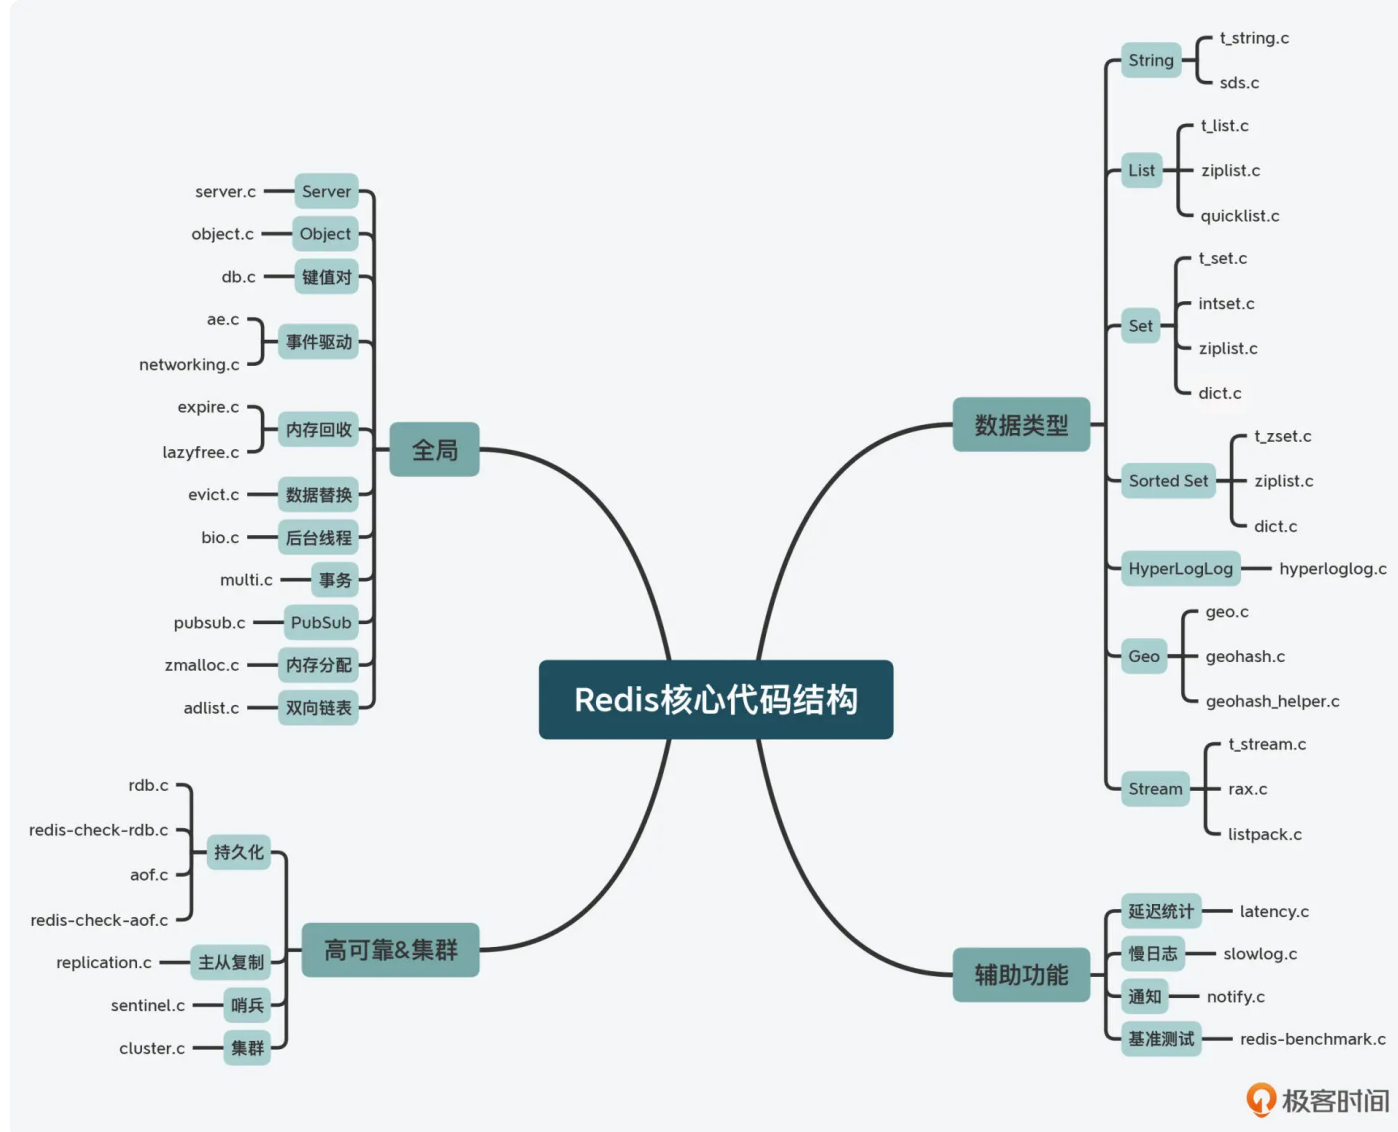 Redis核心代码结构
全局
Server
server.c
Object
object.c
键值对
db.c
事件驱动
ae.c
networking.c
内存回收
expire.c
lazyfree.c
数据替换
evict.c
后台线程
bio.c
事务
multi.c
PubSub
pubsub.c
内存分配
zmalloc.c
双向链表
adlist.c
高可靠&集群
持久化
rdb.c
redis-check-rdb.c
aof.c
redis-check-aof.c
主从复制
replication.c
哨兵
sentinel.c
集群
cluster.c
数据类型
String
t_string.c
sds.c
List
t_list.c
ziplist.c
quicklist.c
Set
t_set.c
intset.c
ziplist.c
dict.c
Sorted Set
t_zset.c
ziplist.c
dict.c
HyperLogLog
hyperloglog.c
Geo
geo.c
geohash.c
geohash_helper.c
Stream
t_stream.c
rax.c
listpack.c
辅助功能
延迟统计
latency.c
慢日志
slowlog.c
通知
notify.c
基准测试
redis-benchmark.c
极客时间